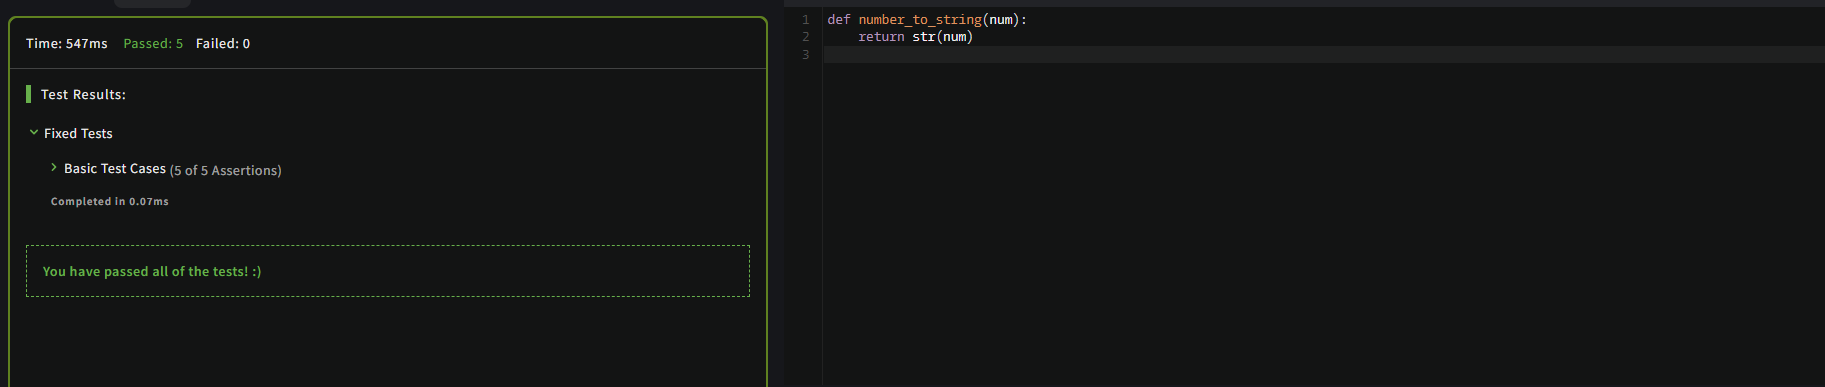 Time: 547ms Passed: 5 Failed: 0
Test Results:
Fixed Tests
Basic Test Cases (5 of 5 Assertions)
Completed in 0.07ms
You have passed all of the tests! :)
1 def number_to_string(num):
2     return str(num)
3